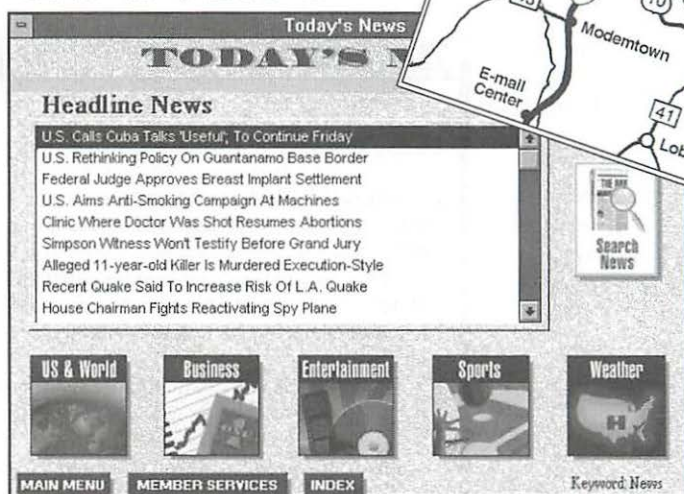 Today's News
TODAY'S
Modemtown
E-mail
Center
41
Headline News
U.S. Calls Cuba Talks 'Useful'; To Continue Friday
U.S. Rethinking Policy On Guantanamo Base Border
Federal Judge Approves Breast Implant Settlement
U.S. Aims Anti-Smoking Campaign At Machines
Clinic Where Doctor Was Shot Resumes Abortions
Simpson Witness Won't Testify Before Grand Jury
Alleged 11-year-old Killer Is Murdered Execution-Style
Recent Quake Said To Increase Risk Of L.A. Quake
House Chairman Fights Reactivating Spy Plane
Search
News
US & World
Business
Entertainment
Sports
Weather
H
MAIN MENU
MEMBER SERVICES
INDEX
Keyword: News